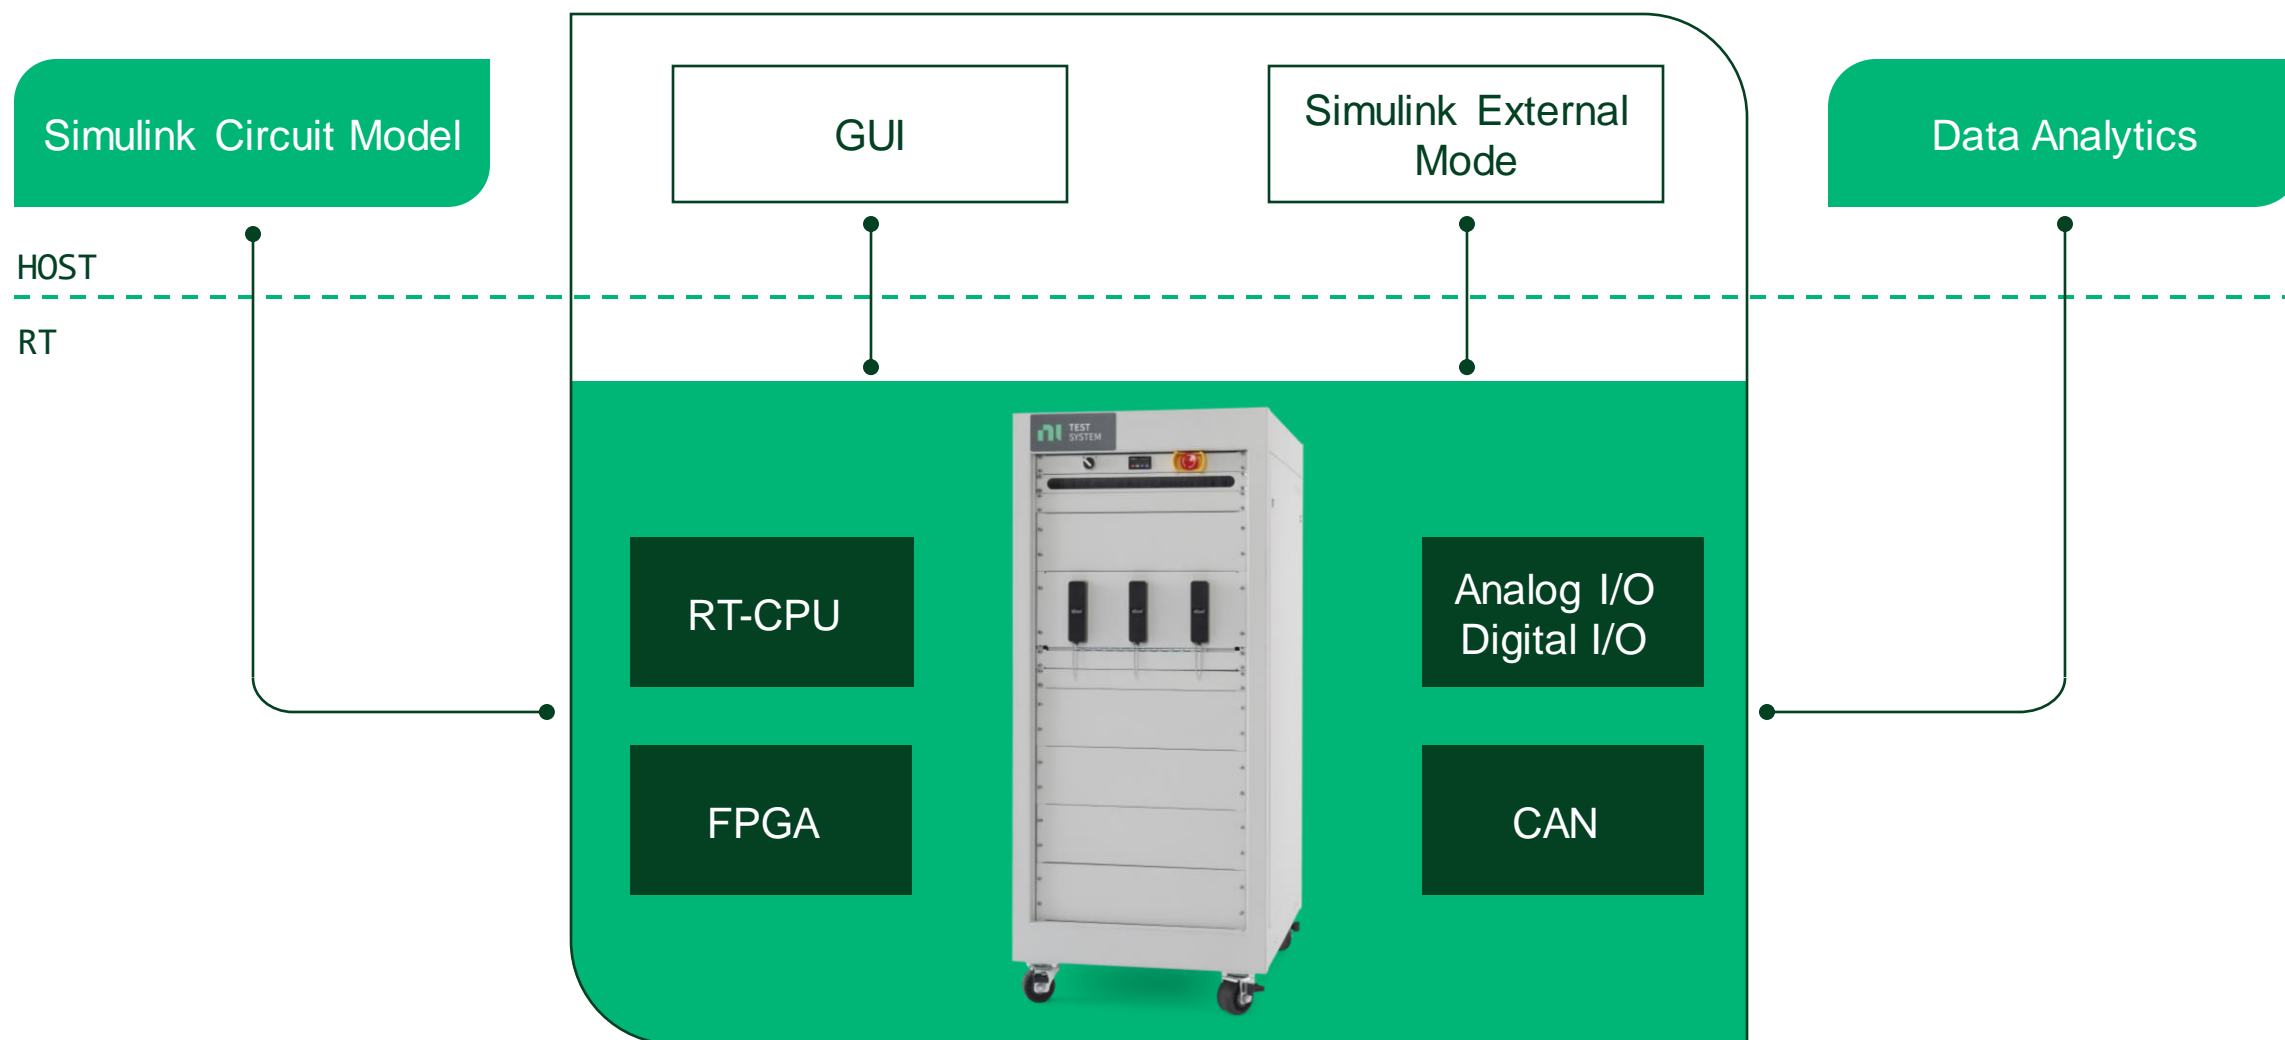 Simulink Circuit Model
GUI
Simulink External
Mode
Data Analytics
HOST
RT
TEST
SYSTEM
RT-CPU
Analog I/O
Digital I/O
FPGA
CAN